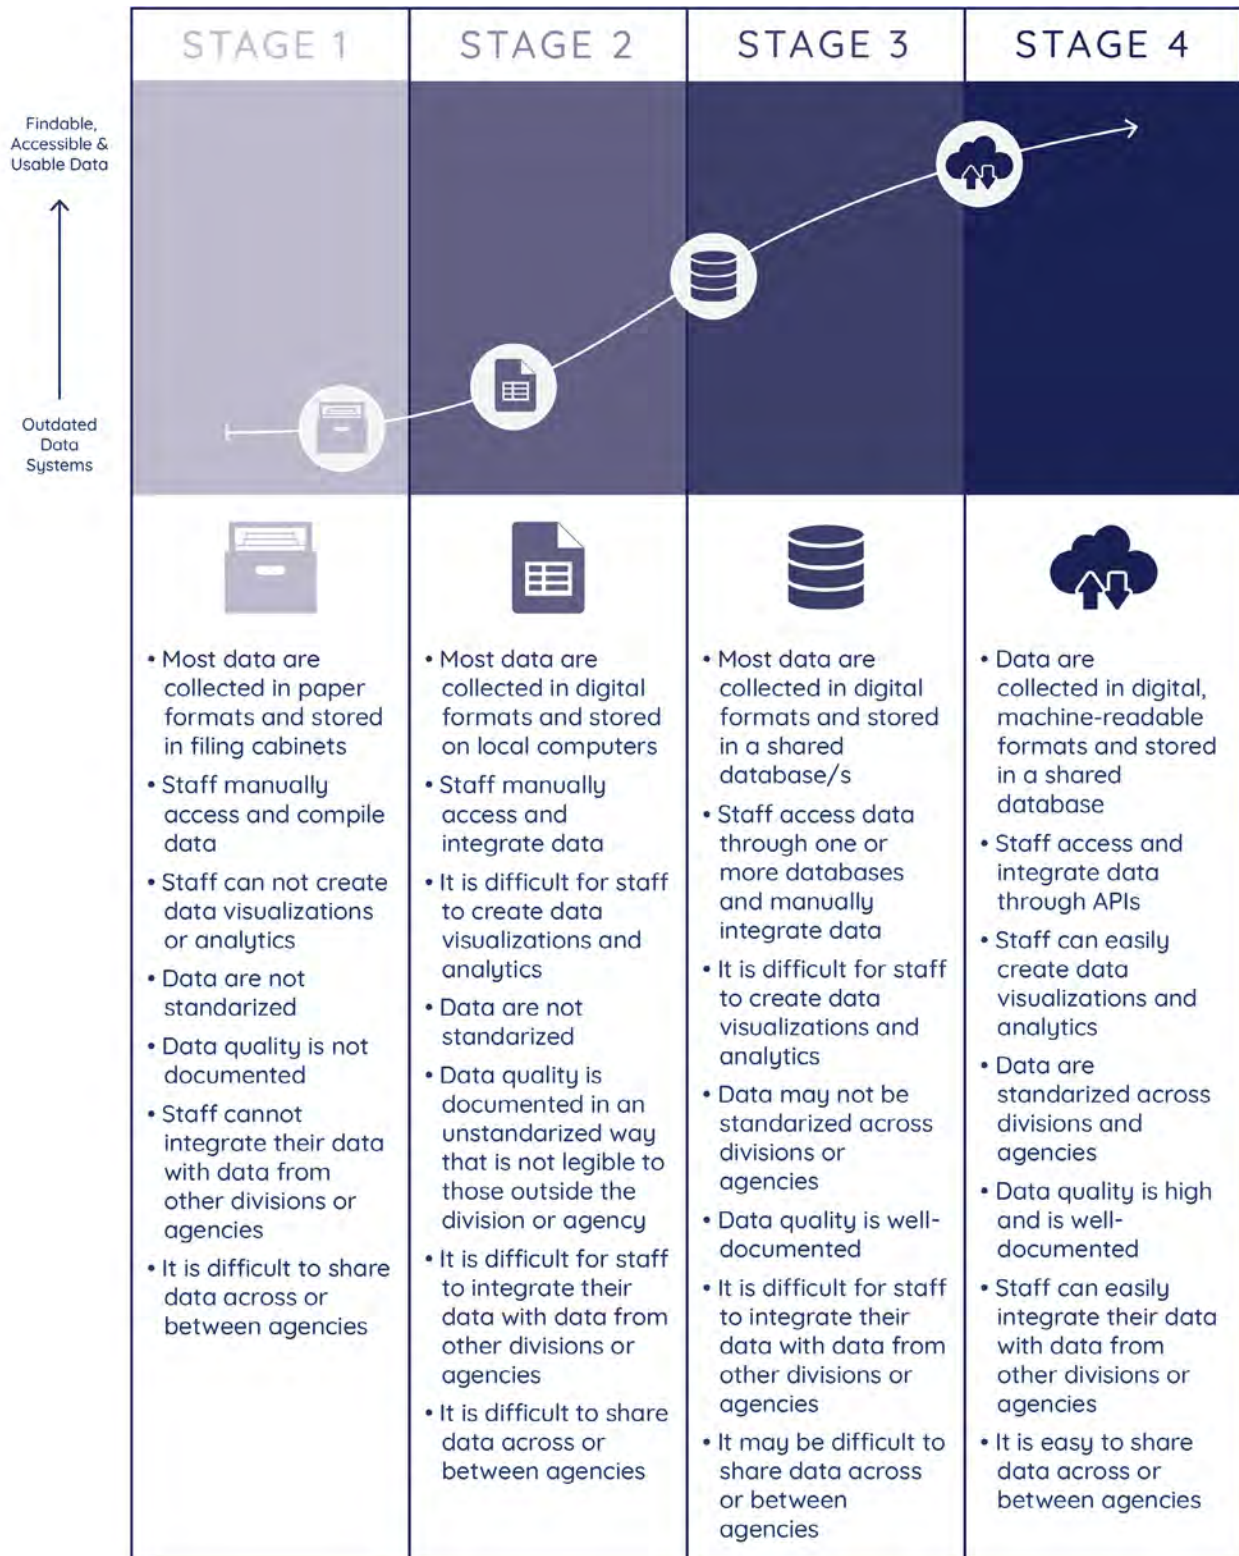 STAGE 1
STAGE 2
STAGE 3
STAGE 4
Findable,
Accessible &
Usable Data
Outdated
Data
Systems
• Most data are
collected in paper
formats and stored
in filing cabinets
• Staff manually
access and compile
data
• Staff can not create
data visualizations
or analytics
• Data are not
standarized
• Data quality is not
documented
• Staff cannot
integrate their data
with data from
other divisions or
agencies
• It is difficult to share
data across or
between agencies
• Most data are
collected in digital
formats and stored
on local computers
• Staff manually
access and
integrate data
• It is difficult for staff
to create data
visualizations and
analytics
• Data are not
standarized
• Data quality is
documented in an
unstandarized way
that is not legible to
those outside the
division or agency
• It is difficult for staff
to integrate their
data with data from
other divisions or
agencies
• It is difficult to share
data across or
between agencies
• Most data are
collected in digital
formats and stored
in a shared
database/s
• Staff access data
through one or
more databases
and manually
integrate data
• It is difficult for staff
to create data
visualizations and
analytics
• Data may not be
standarized across
divisions or
agencies
• Data quality is well-
documented
• It is difficult for staff
to integrate their
data with data from
other divisions or
agencies
• It may be difficult to
share data across
or between
agencies
• Data are
collected in digital,
machine-readable
formats and stored
in a shared
database
• Staff access and
integrate data
through APIs
• Staff can easily
create data
visualizations and
analytics
• Data are
standarized across
divisions and
agencies
• Data quality is high
and is well-
documented
• Staff can easily
integrate their data
with data from
other divisions or
agencies
• It is easy to share
data across or
between agencies